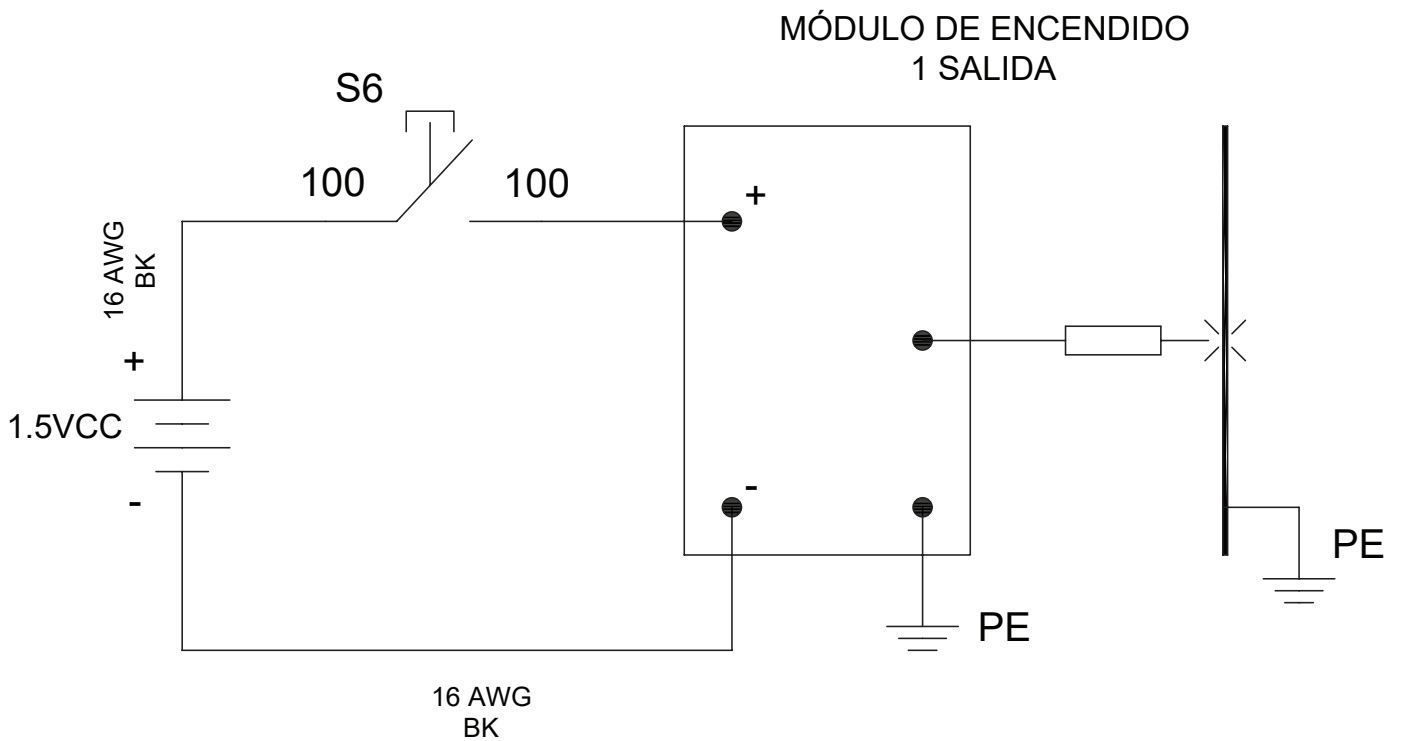 MÓDULO DE ENCENDIDO
1 SALIDA
S6
100
100
+
16 AWG
BK
+
1.5VCC
-
-
PE
PE
16 AWG
BK